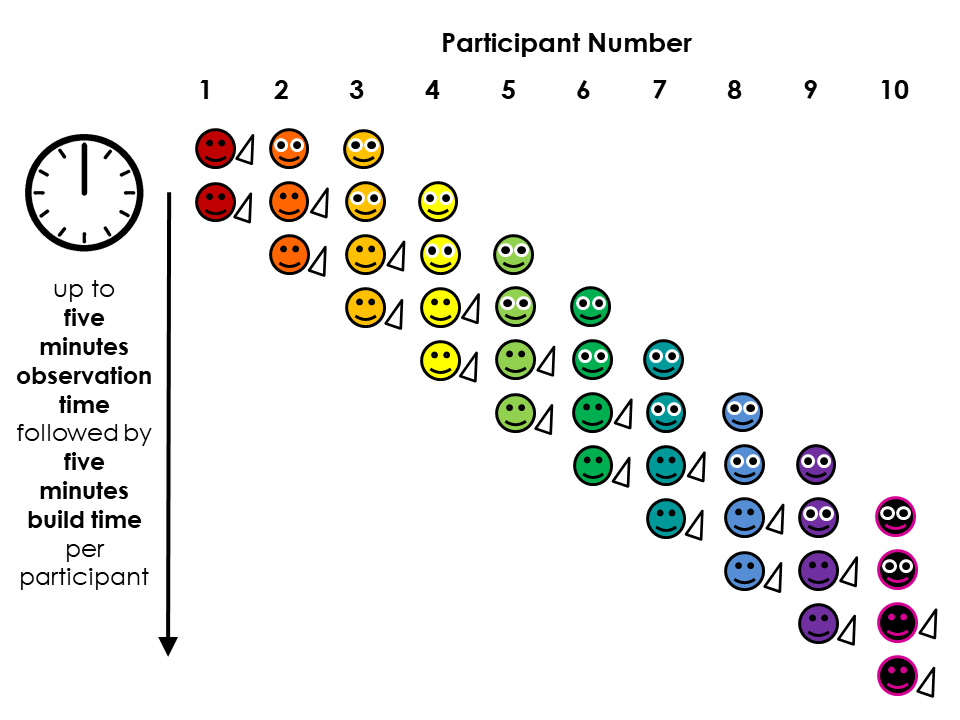 Participant Number
1 2 3 4 5 6 7 8 9 10
up to
five
minutes
observation
time
followed by
five
minutes
build time
per
participant